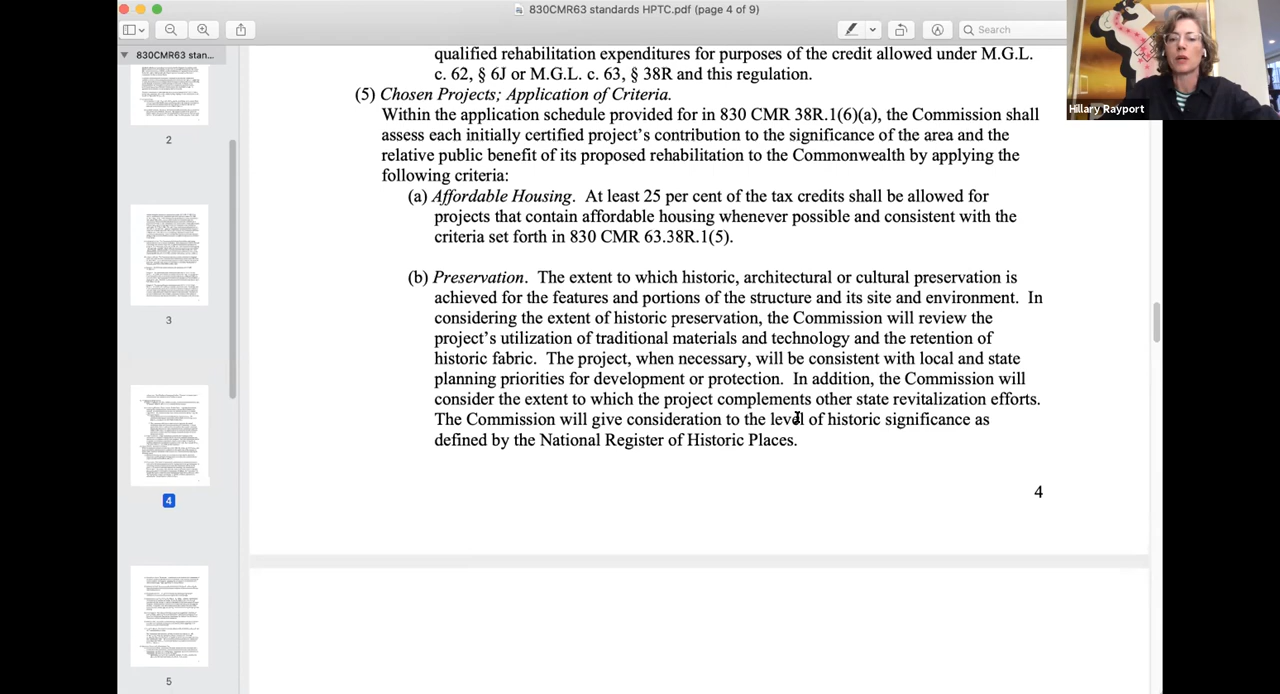 830CMR63 standards HPTC.pdf (page 4 of 9)
Search
Hillary Rayport
830CMR63 stan...
2
3
4
5
qualified rehabilitation expenditures for purposes of the credit allowed under M.G.L.
c. 62, § 6J or M.G.L. c. 63, § 38R and this regulation.
(5) Chosen Projects: Application of Criteria.
Within the application schedule provided for in 830 CMR 38R.1(6)(a), the Commission shall
assess each initially certified project's contribution to the significance of the area and the
relative public benefit of its proposed rehabilitation to the Commonwealth by applying the
following criteria:
(a) Affordable Housing. At least 25 per cent of the tax credits shall be allowed for
projects that contain affordable housing whenever possible and consistent with the
criteria set forth in 830 CMR 63.38R.1(5).
(b) Preservation. The extent to which historic, architectural or cultural preservation is
achieved for the features and portions of the structure and its site and environment. In
considering the extent of historic preservation, the Commission will review the
project's utilization of traditional materials and technology and the retention of
historic fabric. The project, when necessary, will be consistent with local and state
planning priorities for development or protection. In addition, the Commission will
consider the extent to which the project complements other state revitalization efforts.
The Commission will give consideration to the level of historic significance as
defined by the National Register of Historic Places.
4